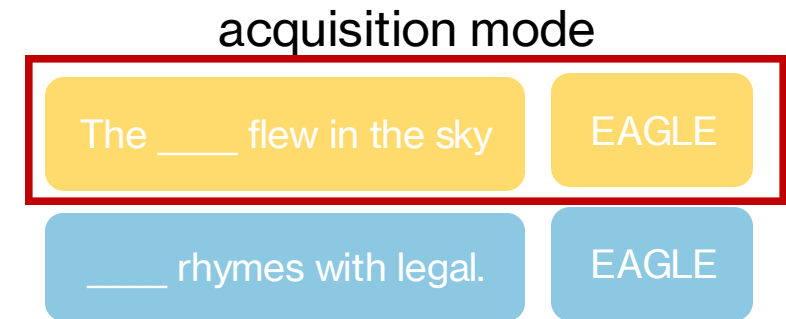 acquisition mode
The ____ flew in the sky EAGLE
____ rhymes with legal. EAGLE